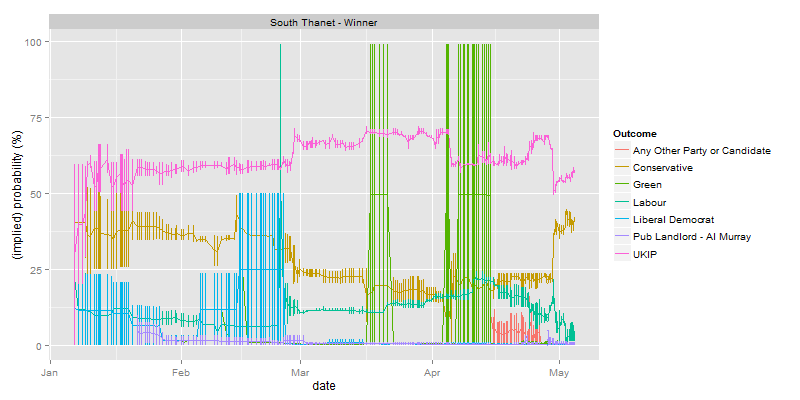 South Thanet - Winner
(implied) probability (%)
100
75
50
25
0
Jan
Feb
Mar
Apr
May
date
Outcome
Any Other Party or Candidate
Conservative
Green
Labour
Liberal Democrat
Pub Landlord - Al Murray
UKIP